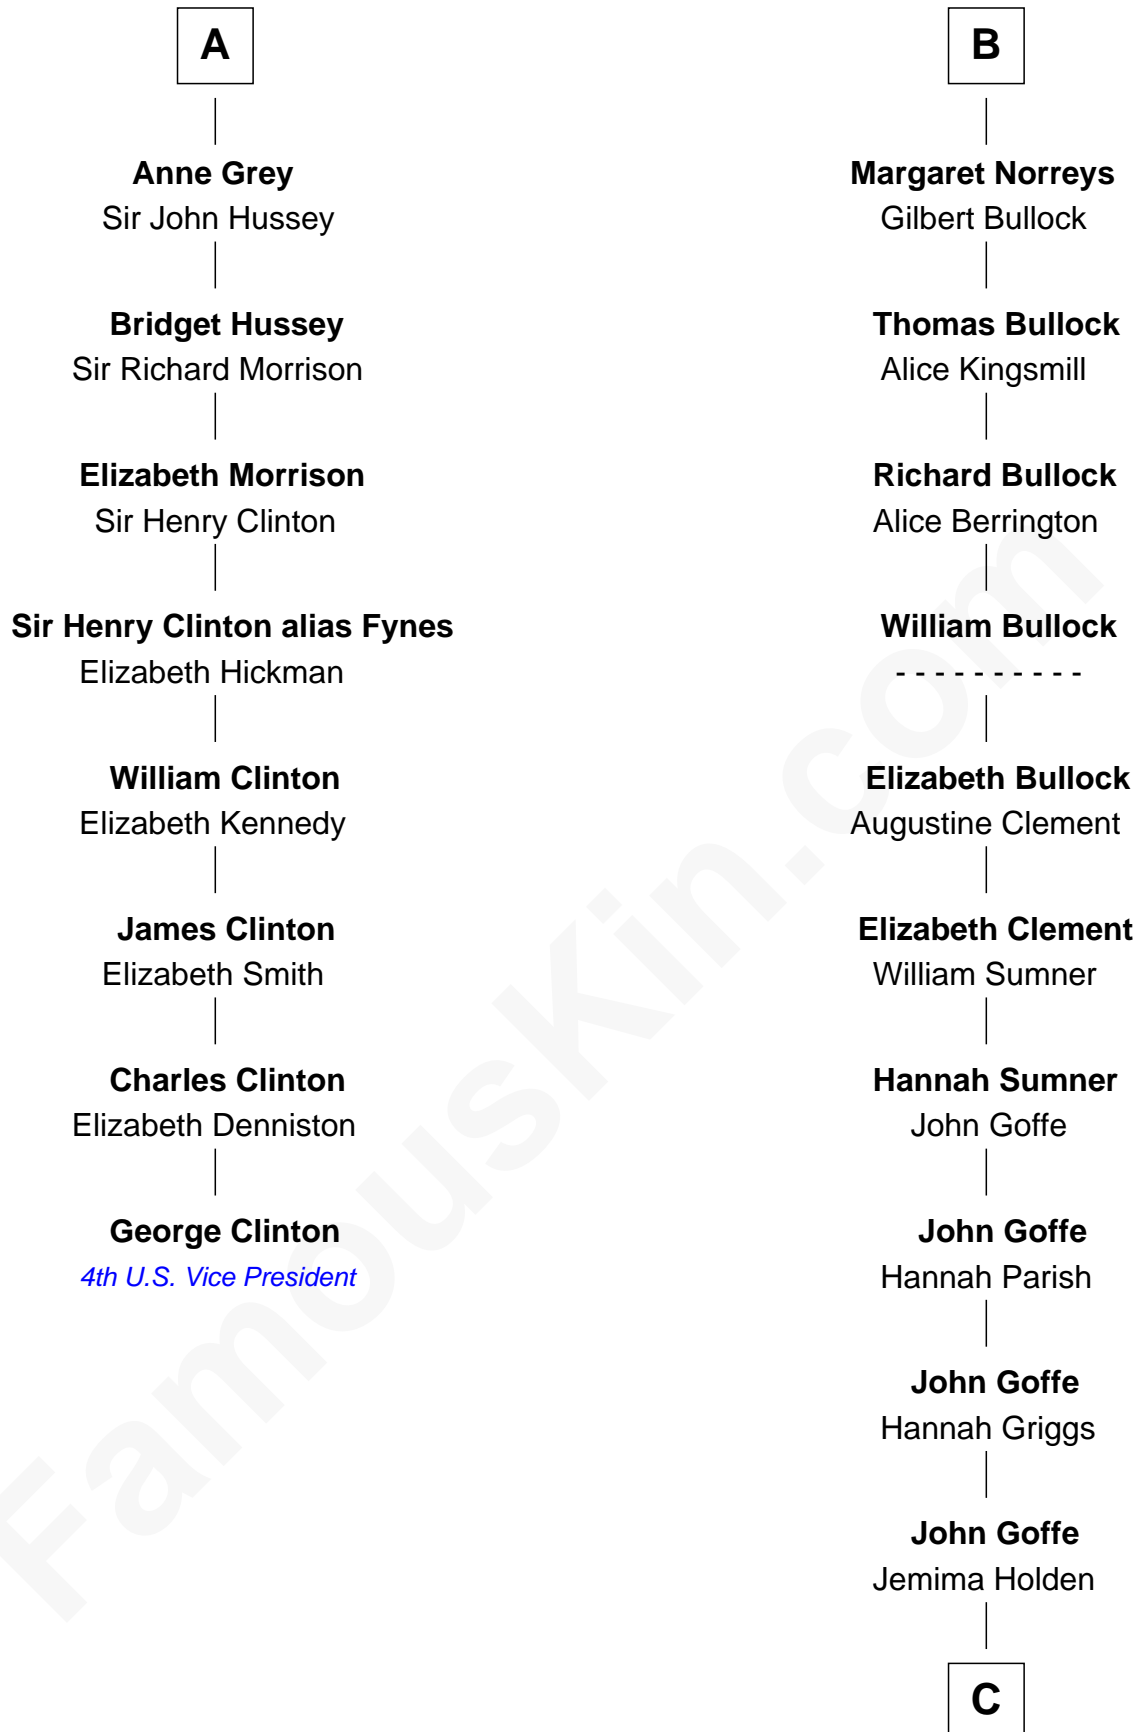 A
Anne Grey
Sir John Hussey
Bridget Hussey
Sir Richard Morrison
Elizabeth Morrison
Sir Henry Clinton
Sir Henry Clinton alias Fynes
Elizabeth Hickman
William Clinton
Elizabeth Kennedy
James Clinton
Elizabeth Smith
Charles Clinton
Elizabeth Denniston
George Clinton
4th U.S. Vice President
B
Margaret Norreys
Gilbert Bullock
Thomas Bullock
Alice Kingsmill
Richard Bullock
Alice Berrington
William Bullock
- - - - - - - - - -
Elizabeth Bullock
Augustine Clement
Elizabeth Clement
William Sumner
Hannah Sumner
John Goffe
John Goffe
Hannah Parish
John Goffe
Hannah Griggs
John Goffe
Jemima Holden
C
FamousKin.com